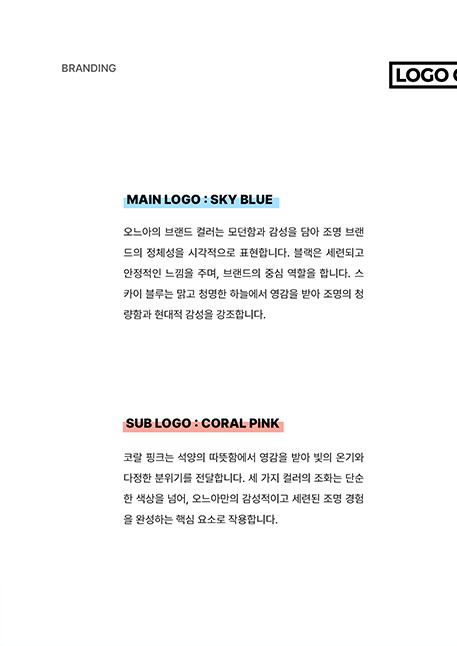 BRANDING
LOGO
MAIN LOGO : SKY BLUE
오느아의 브랜드 컬러는 모던함과 감성을 담아 조명 브랜
드의 정체성을 시각적으로 표현합니다. 블랙은 세련되고
안정적인 느낌을 주며, 브랜드의 중심 역할을 합니다. 스
카이 블루는 맑고 청명한 하늘에서 영감을 받아 조명의 청
량함과 현대적 감성을 강조합니다.
SUB LOGO : CORAL PINK
코랄 핑크는 석양의 따뜻함에서 영감을 받아 빛의 온기와
다정한 분위기를 전달합니다. 세 가지 컬러의 조화는 단순
한 색상을 넘어, 오느아만의 감성적이고 세련된 조명 경험
을 완성하는 핵심 요소로 작용합니다.